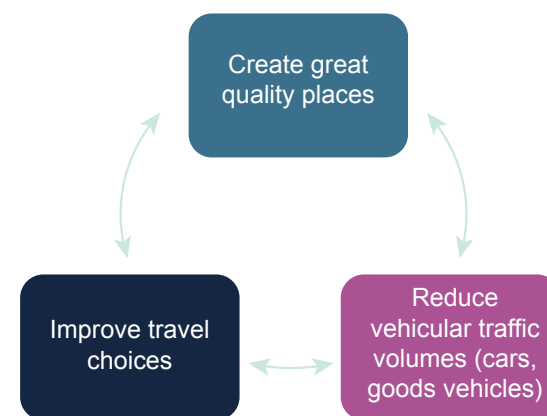 Create great
quality places
Improve travel
choices
Reduce
vehicular traffic
volumes (cars,
goods vehicles)